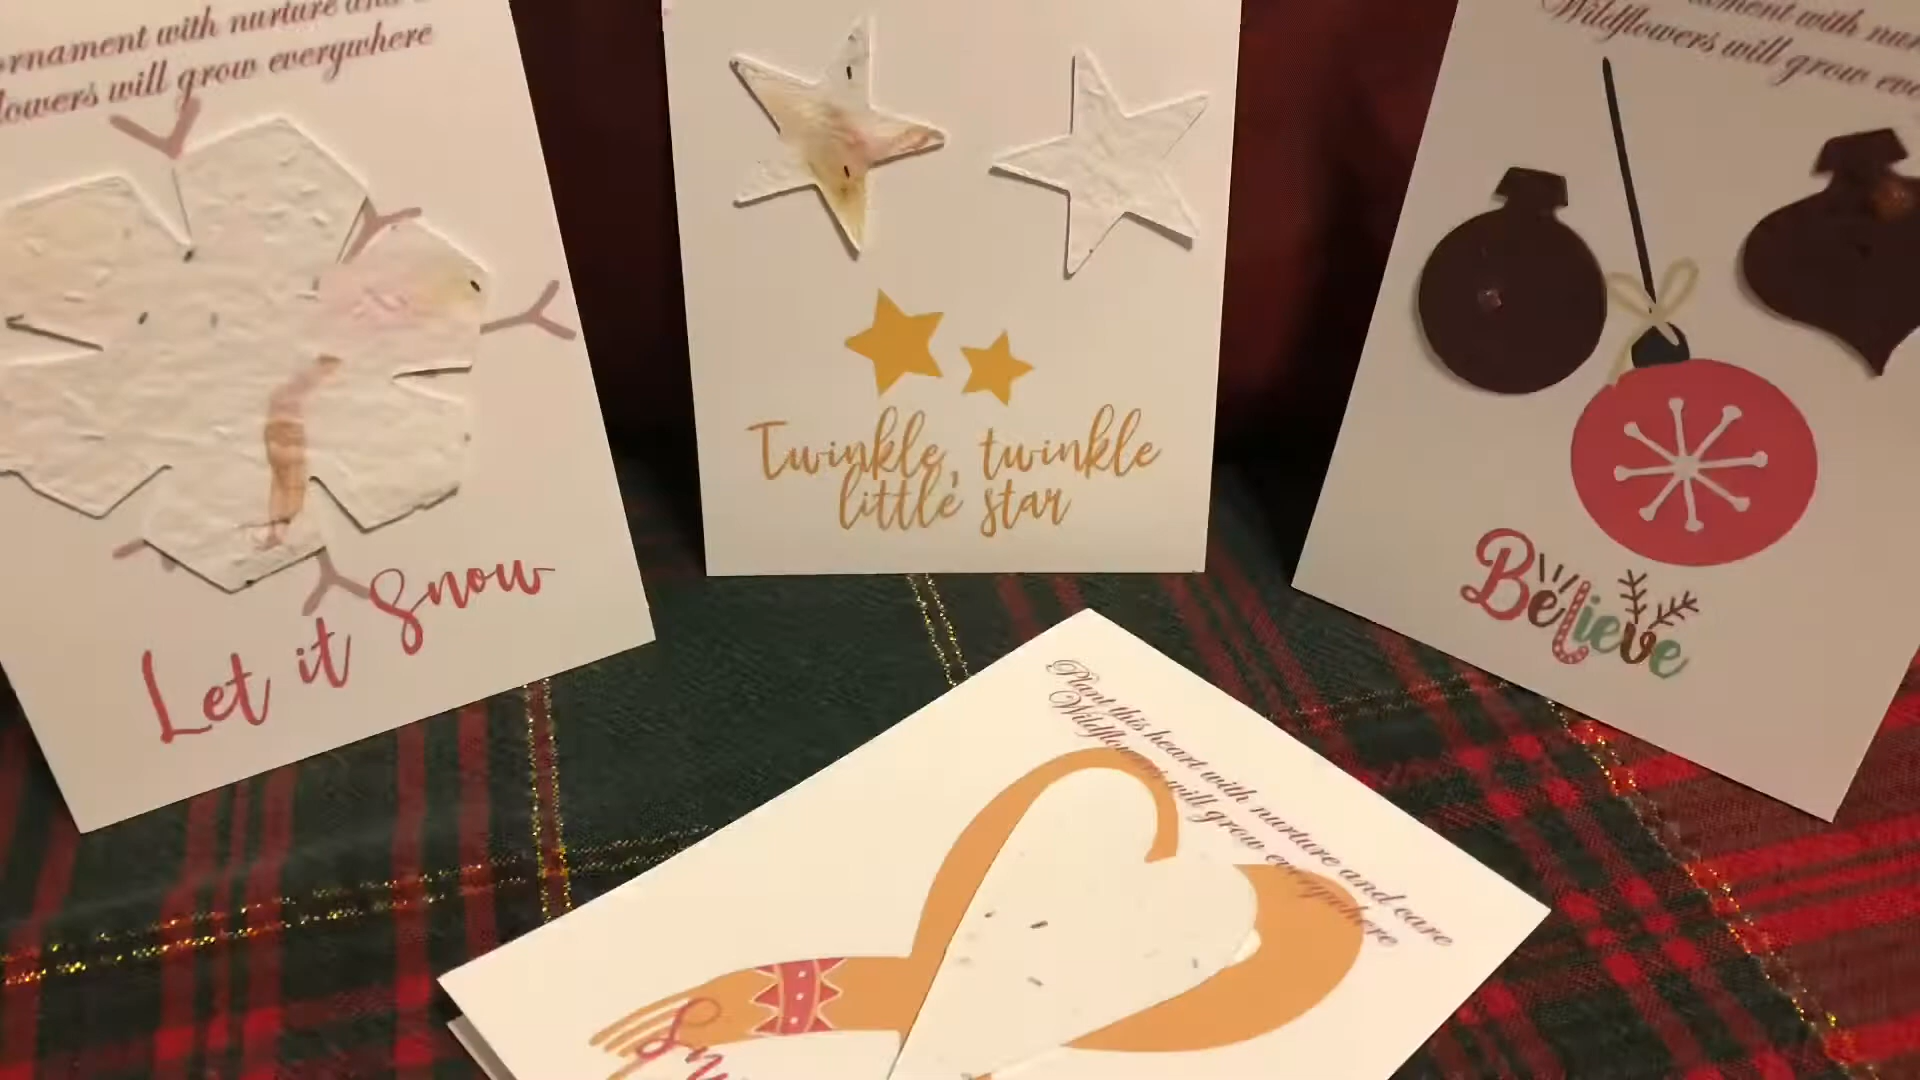 ornament with nurture and
flowers will grow everywhere
Let it Snow
Twinkle, twinkle
little star
with
Wildflowers will grow
Believe
Plant this heart with nurture and care
Wildflowers will grow everywhere